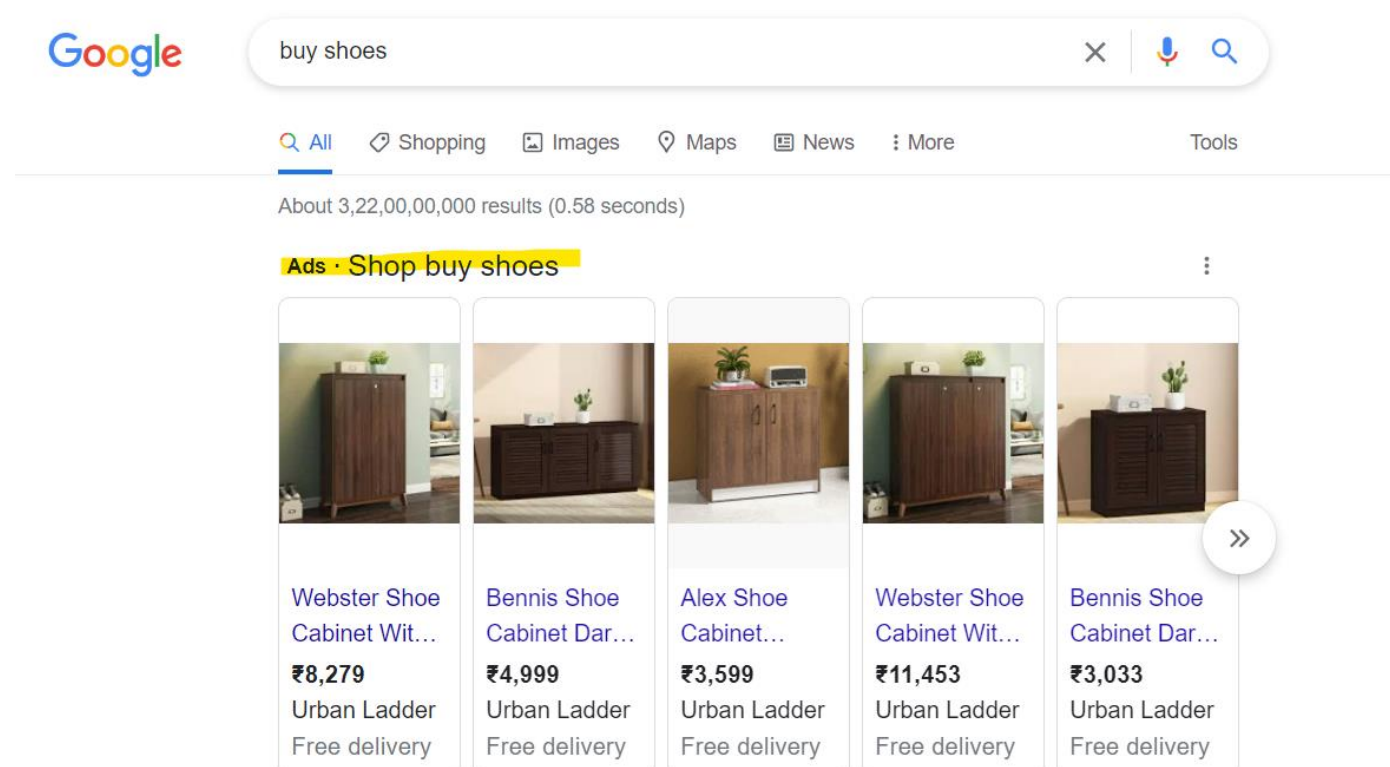 Google
buy shoes
All Shopping Images Maps News More Tools
About 3,22,00,00,000 results (0.58 seconds)
Ads · Shop buy shoes
Webster Shoe Cabinet Wit...
₹8,279
Urban Ladder
Free delivery
Bennis Shoe Cabinet Dar...
₹4,999
Urban Ladder
Free delivery
Alex Shoe Cabinet...
₹3,599
Urban Ladder
Free delivery
Webster Shoe Cabinet Wit...
₹11,453
Urban Ladder
Free delivery
Bennis Shoe Cabinet Dar...
₹3,033
Urban Ladder
Free delivery